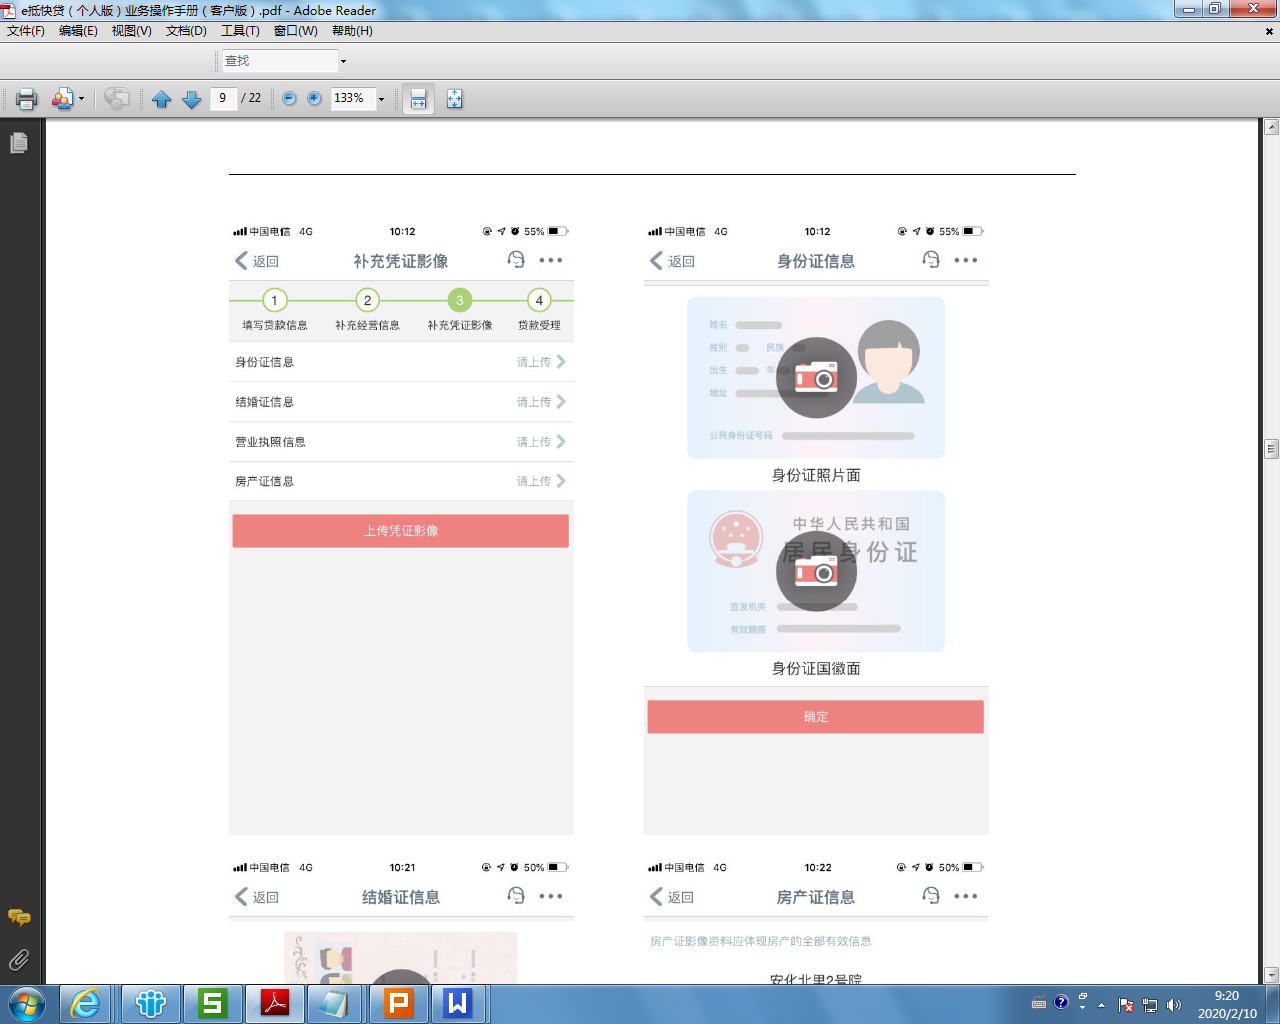 e抵快贷（个人版）业务操作手册（客户版）.pdf - Adobe Reader
文件(F) 编辑(E) 视图(V) 文档(D) 工具(T) 窗口(W) 帮助(H)
查找
9 / 22 133%
中国电信 4G 10:12 55%
返回 补充凭证影像
1 2 3 4
填写贷款信息 补充经营信息 补充凭证影像 贷款受理
身份证信息 请上传
结婚证信息 请上传
营业执照信息 请上传
房产证信息 请上传
上传凭证影像
中国电信 4G 10:12 55%
返回 身份证信息
姓名
性别 民族
出生 年
地址
公民身份证号码
身份证照片面
中华人民共和国
居民身份证
签发机关
有效期限
身份证国徽面
确定
中国电信 4G 10:21 50%
返回 结婚证信息
中国电信 4G 10:22 50%
返回 房产证信息
房产证影像资料应体现房产的全部有效信息
安化北里2号院
9:20
2020/2/10